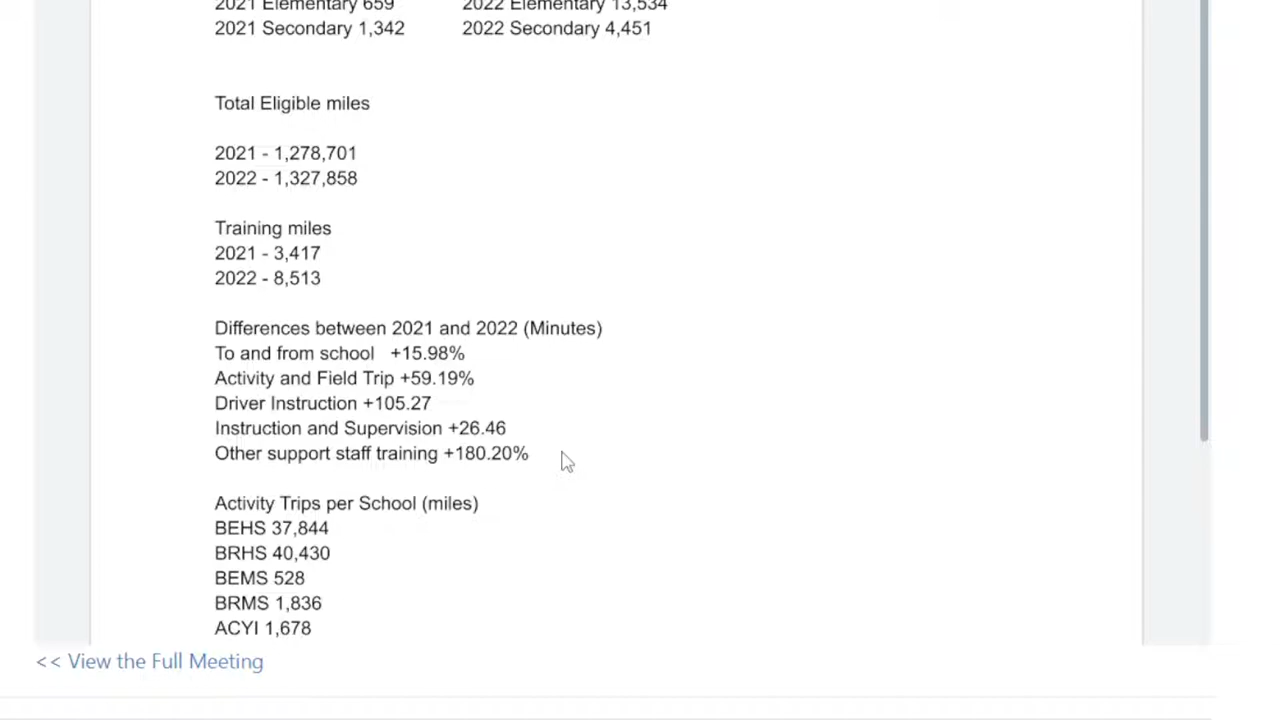 2021 Elementary 659 2022 Elementary 13,534
2021 Secondary 1,342 2022 Secondary 4,451
Total Eligible miles
2021 - 1,278,701
2022 - 1,327,858
Training miles
2021 - 3,417
2022 - 8,513
Differences between 2021 and 2022 (Minutes)
To and from school +15.98%
Activity and Field Trip +59.19%
Driver Instruction +105.27
Instruction and Supervision +26.46
Other support staff training +180.20%
Activity Trips per School (miles)
BEHS 37,844
BRHS 40,430
BEMS 528
BRMS 1,836
ACYI 1,678
<< View the Full Meeting